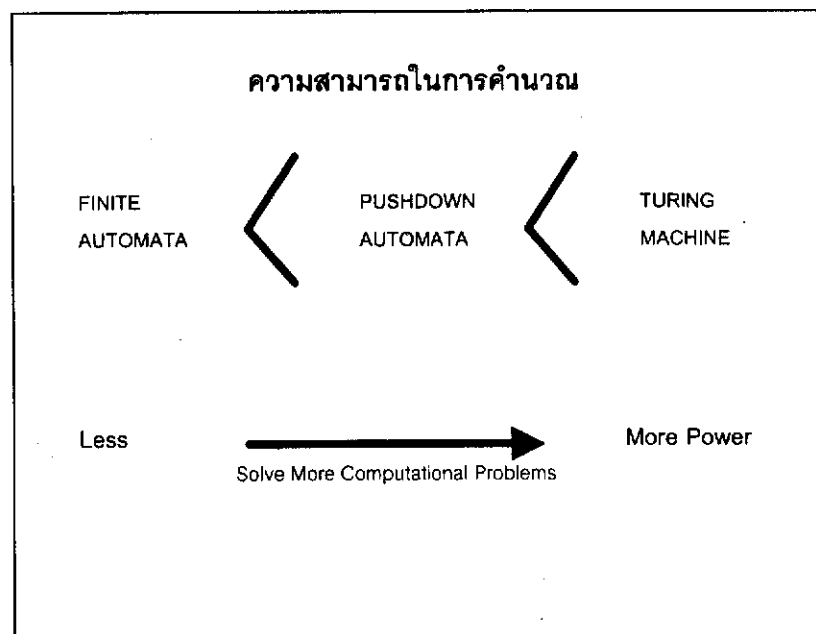 ความสามารถในการคำนวณ
FINITE
AUTOMATA
PUSHDOWN
AUTOMATA
TURING
MACHINE
Less
More Power
Solve More Computational Problems